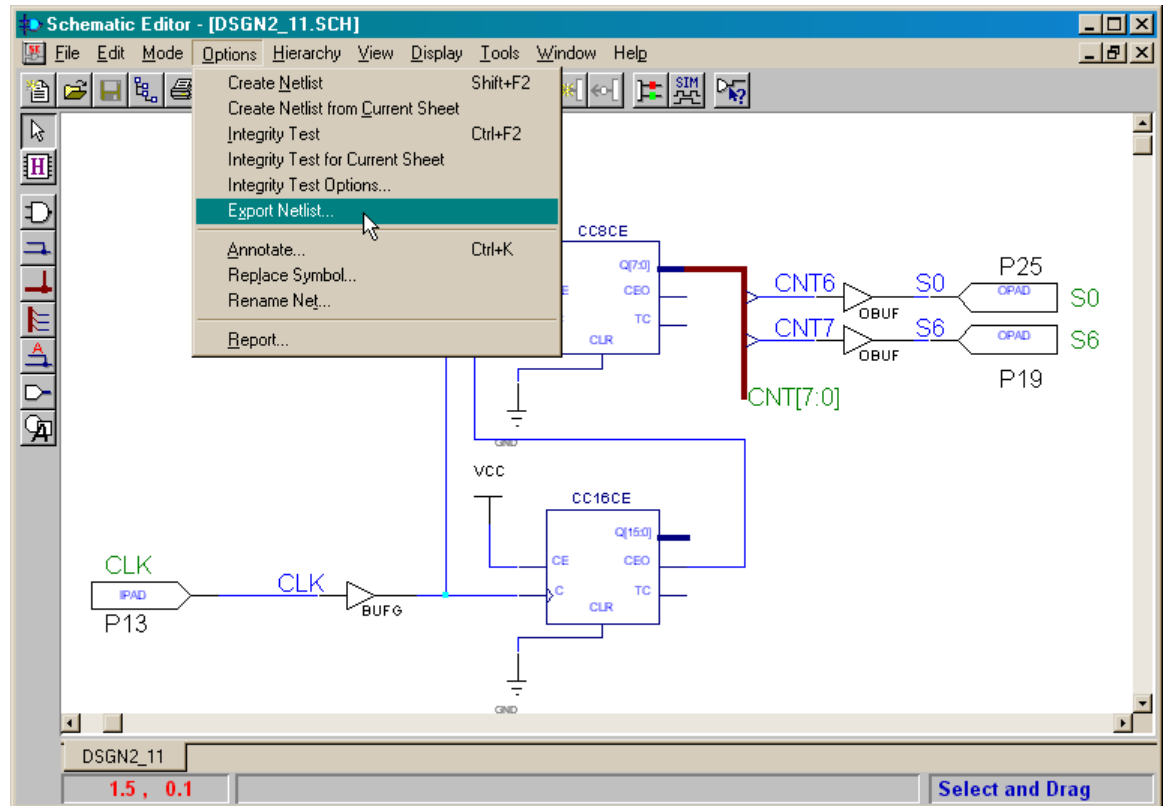 Schematic Editor - [DSGN2_11.SCH]
File Edit Mode Options Hierarchy View Display Tools Window Help
SIM
Create Netlist Shift+F2
Create Netlist from Current Sheet
Integrity Test Ctrl+F2
Integrity Test for Current Sheet
Integrity Test Options...
Export Netlist...
Annotate... Ctrl+K
Replace Symbol...
Rename Net...
Report...
H
A
A
CC8CE
Q[7:0]
E CEO
TC
CLR
GND
CNT6 OBUF S0 OPAD P25 S0
CNT7 OBUF S6 OPAD P19 S6
CNT[7:0]
VCC
CC16CE
Q[15:0]
CE CEO
C TC
CLR
GND
CLK
IPAD
P13
CLK
BUFG
DSGN2_11
1.5 , 0.1 Select and Drag